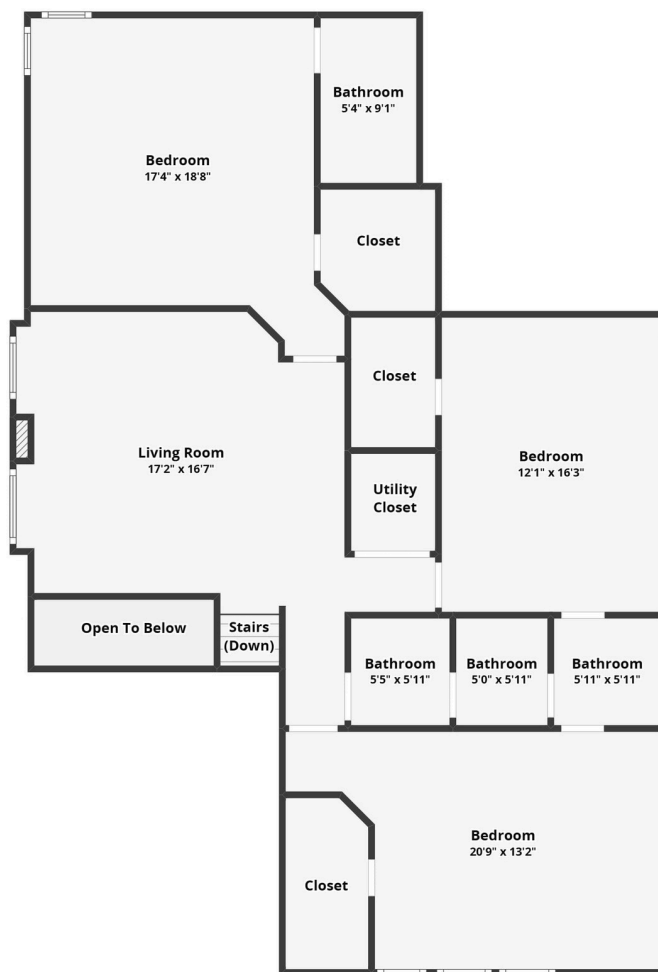 Bathroom
5'4" x 9'1"
Bedroom
17'4" x 18'8"
Closet
Closet
Living Room
17'2" x 16'7"
Bedroom
12'1" x 16'3"
Utility
Closet
Open To Below
Stairs
(Down)
Bathroom
5'5" x 5'11"
Bathroom
5'0" x 5'11"
Bathroom
5'11" x 5'11"
Bedroom
20'9" x 13'2"
Closet